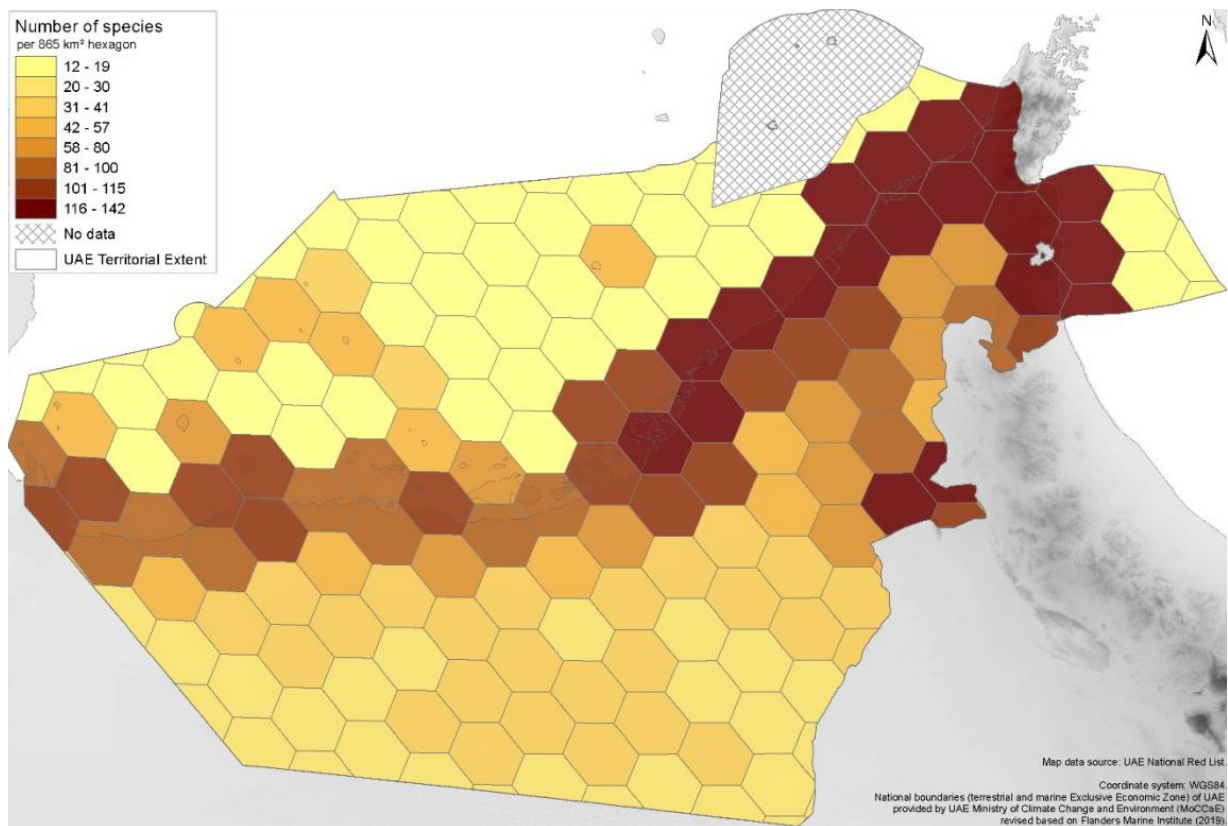 Number of species
per 865 km² hexagon
12 - 19
20 - 30
31 - 41
42 - 57
58 - 80
81 - 100
101 - 115
116 - 142
No data
UAE Territorial Extent
N
Map data source: UAE National Red List
Coordinate system: WGS84
National boundaries (terrestrial and marine Exclusive Economic Zone) of UAE
provided by UAE Ministry of Climate Change and Environment (MoCCaE)
revised based on Flanders Marine Institute (2019)